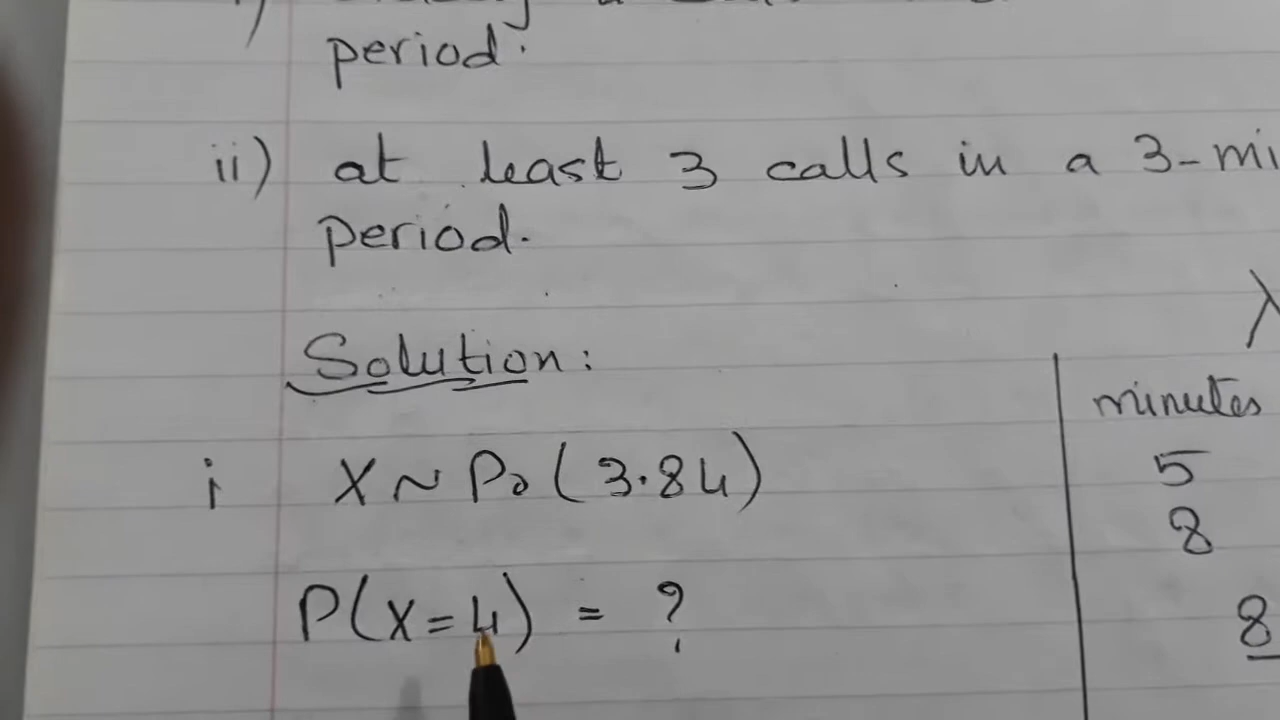 period.
ii) at least 3 calls in a 3-mi
period.
Solution:
λ
minutes
i X ~ Po (3.84)
5
8
P(X=4) = ?
8